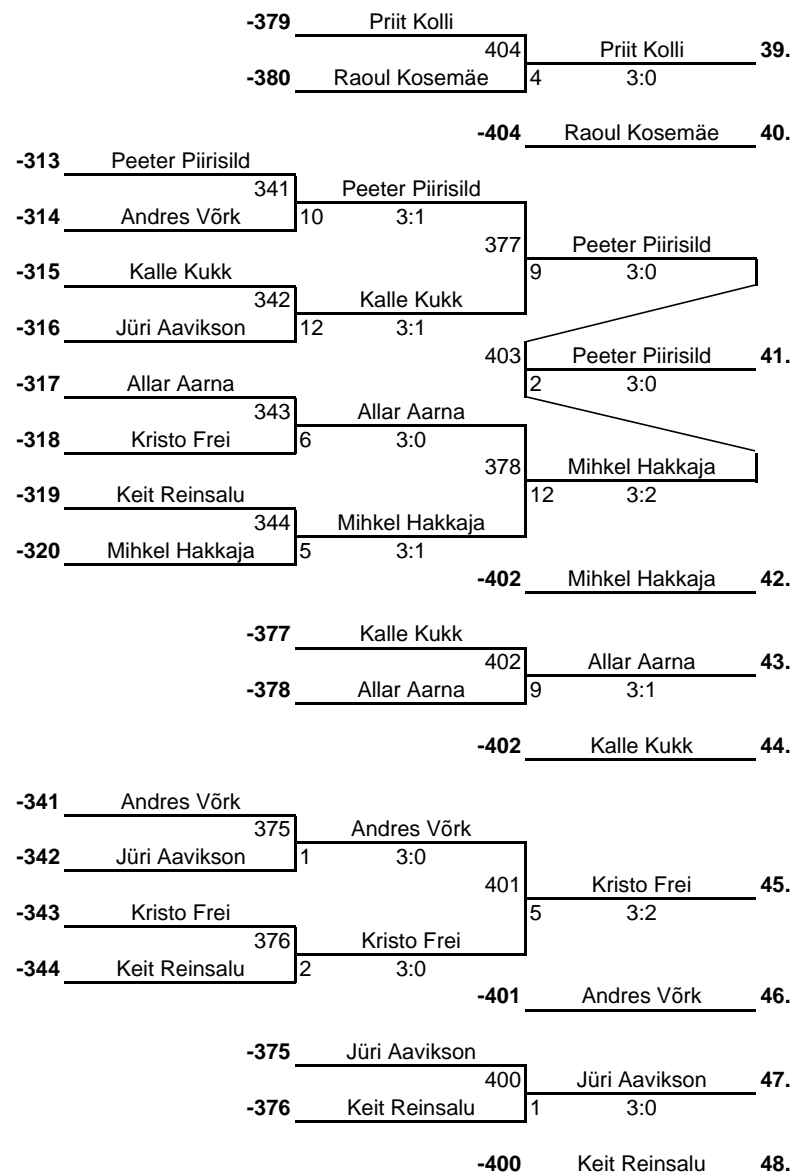 -379 Priit Kolli
404 Priit Kolli 39.
-380 Raoul Kosemäe 4 3:0
-404 Raoul Kosemäe 40.
-313 Peeter Piirisild
341 Peeter Piirisild
-314 Andres Võrk 10 3:1
377 Peeter Piirisild
-315 Kalle Kukk 9 3:0
342 Kalle Kukk
-316 Jüri Aavikson 12 3:1
403 Peeter Piirisild 41.
-317 Allar Aarna 2 3:0
343 Allar Aarna
-318 Kristo Frei 6 3:0
378 Mihkel Hakkaja
-319 Keit Reinsalu 12 3:2
344 Mihkel Hakkaja
-320 Mihkel Hakkaja 5 3:1
-402 Mihkel Hakkaja 42.
-377 Kalle Kukk
402 Allar Aarna 43.
-378 Allar Aarna 9 3:1
-402 Kalle Kukk 44.
-341 Andres Võrk
375 Andres Võrk
-342 Jüri Aavikson 1 3:0
401 Kristo Frei 45.
-343 Kristo Frei 5 3:2
376 Kristo Frei
-344 Keit Reinsalu 2 3:0
-401 Andres Võrk 46.
-375 Jüri Aavikson
400 Jüri Aavikson 47.
-376 Keit Reinsalu 1 3:0
-400 Keit Reinsalu 48.